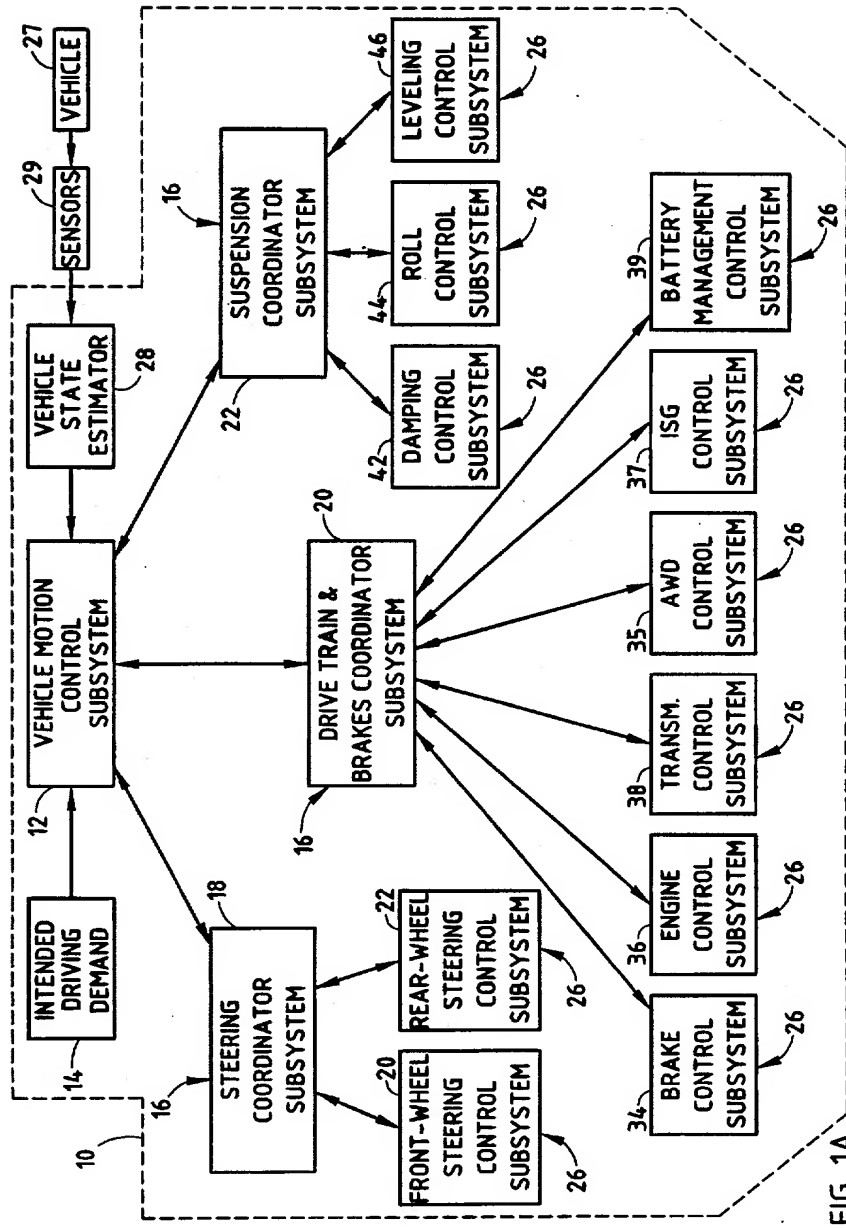 10
INTENDED
DRIVING
DEMAND
14
VEHICLE MOTION
CONTROL
SUBSYSTEM
12
VEHICLE
STATE
ESTIMATOR
28
SENSORS
29
VEHICLE
27
STEERING
COORDINATOR
SUBSYSTEM
16
18
DRIVE TRAIN &
BRAKES COORDINATOR
SUBSYSTEM
16
20
SUSPENSION
COORDINATOR
SUBSYSTEM
16
22
FRONT-WHEEL
STEERING
CONTROL
SUBSYSTEM
20
26
REAR-WHEEL
STEERING
CONTROL
SUBSYSTEM
22
26
DAMPING
CONTROL
SUBSYSTEM
42
26
ROLL
CONTROL
SUBSYSTEM
44
26
LEVELING
CONTROL
SUBSYSTEM
46
26
BRAKE
CONTROL
SUBSYSTEM
34
26
ENGINE
CONTROL
SUBSYSTEM
36
26
TRANSM.
CONTROL
SUBSYSTEM
38
26
AWD
CONTROL
SUBSYSTEM
35
26
ISG
CONTROL
SUBSYSTEM
37
26
BATTERY
MANAGEMENT
CONTROL
SUBSYSTEM
39
26
FIG. 1A